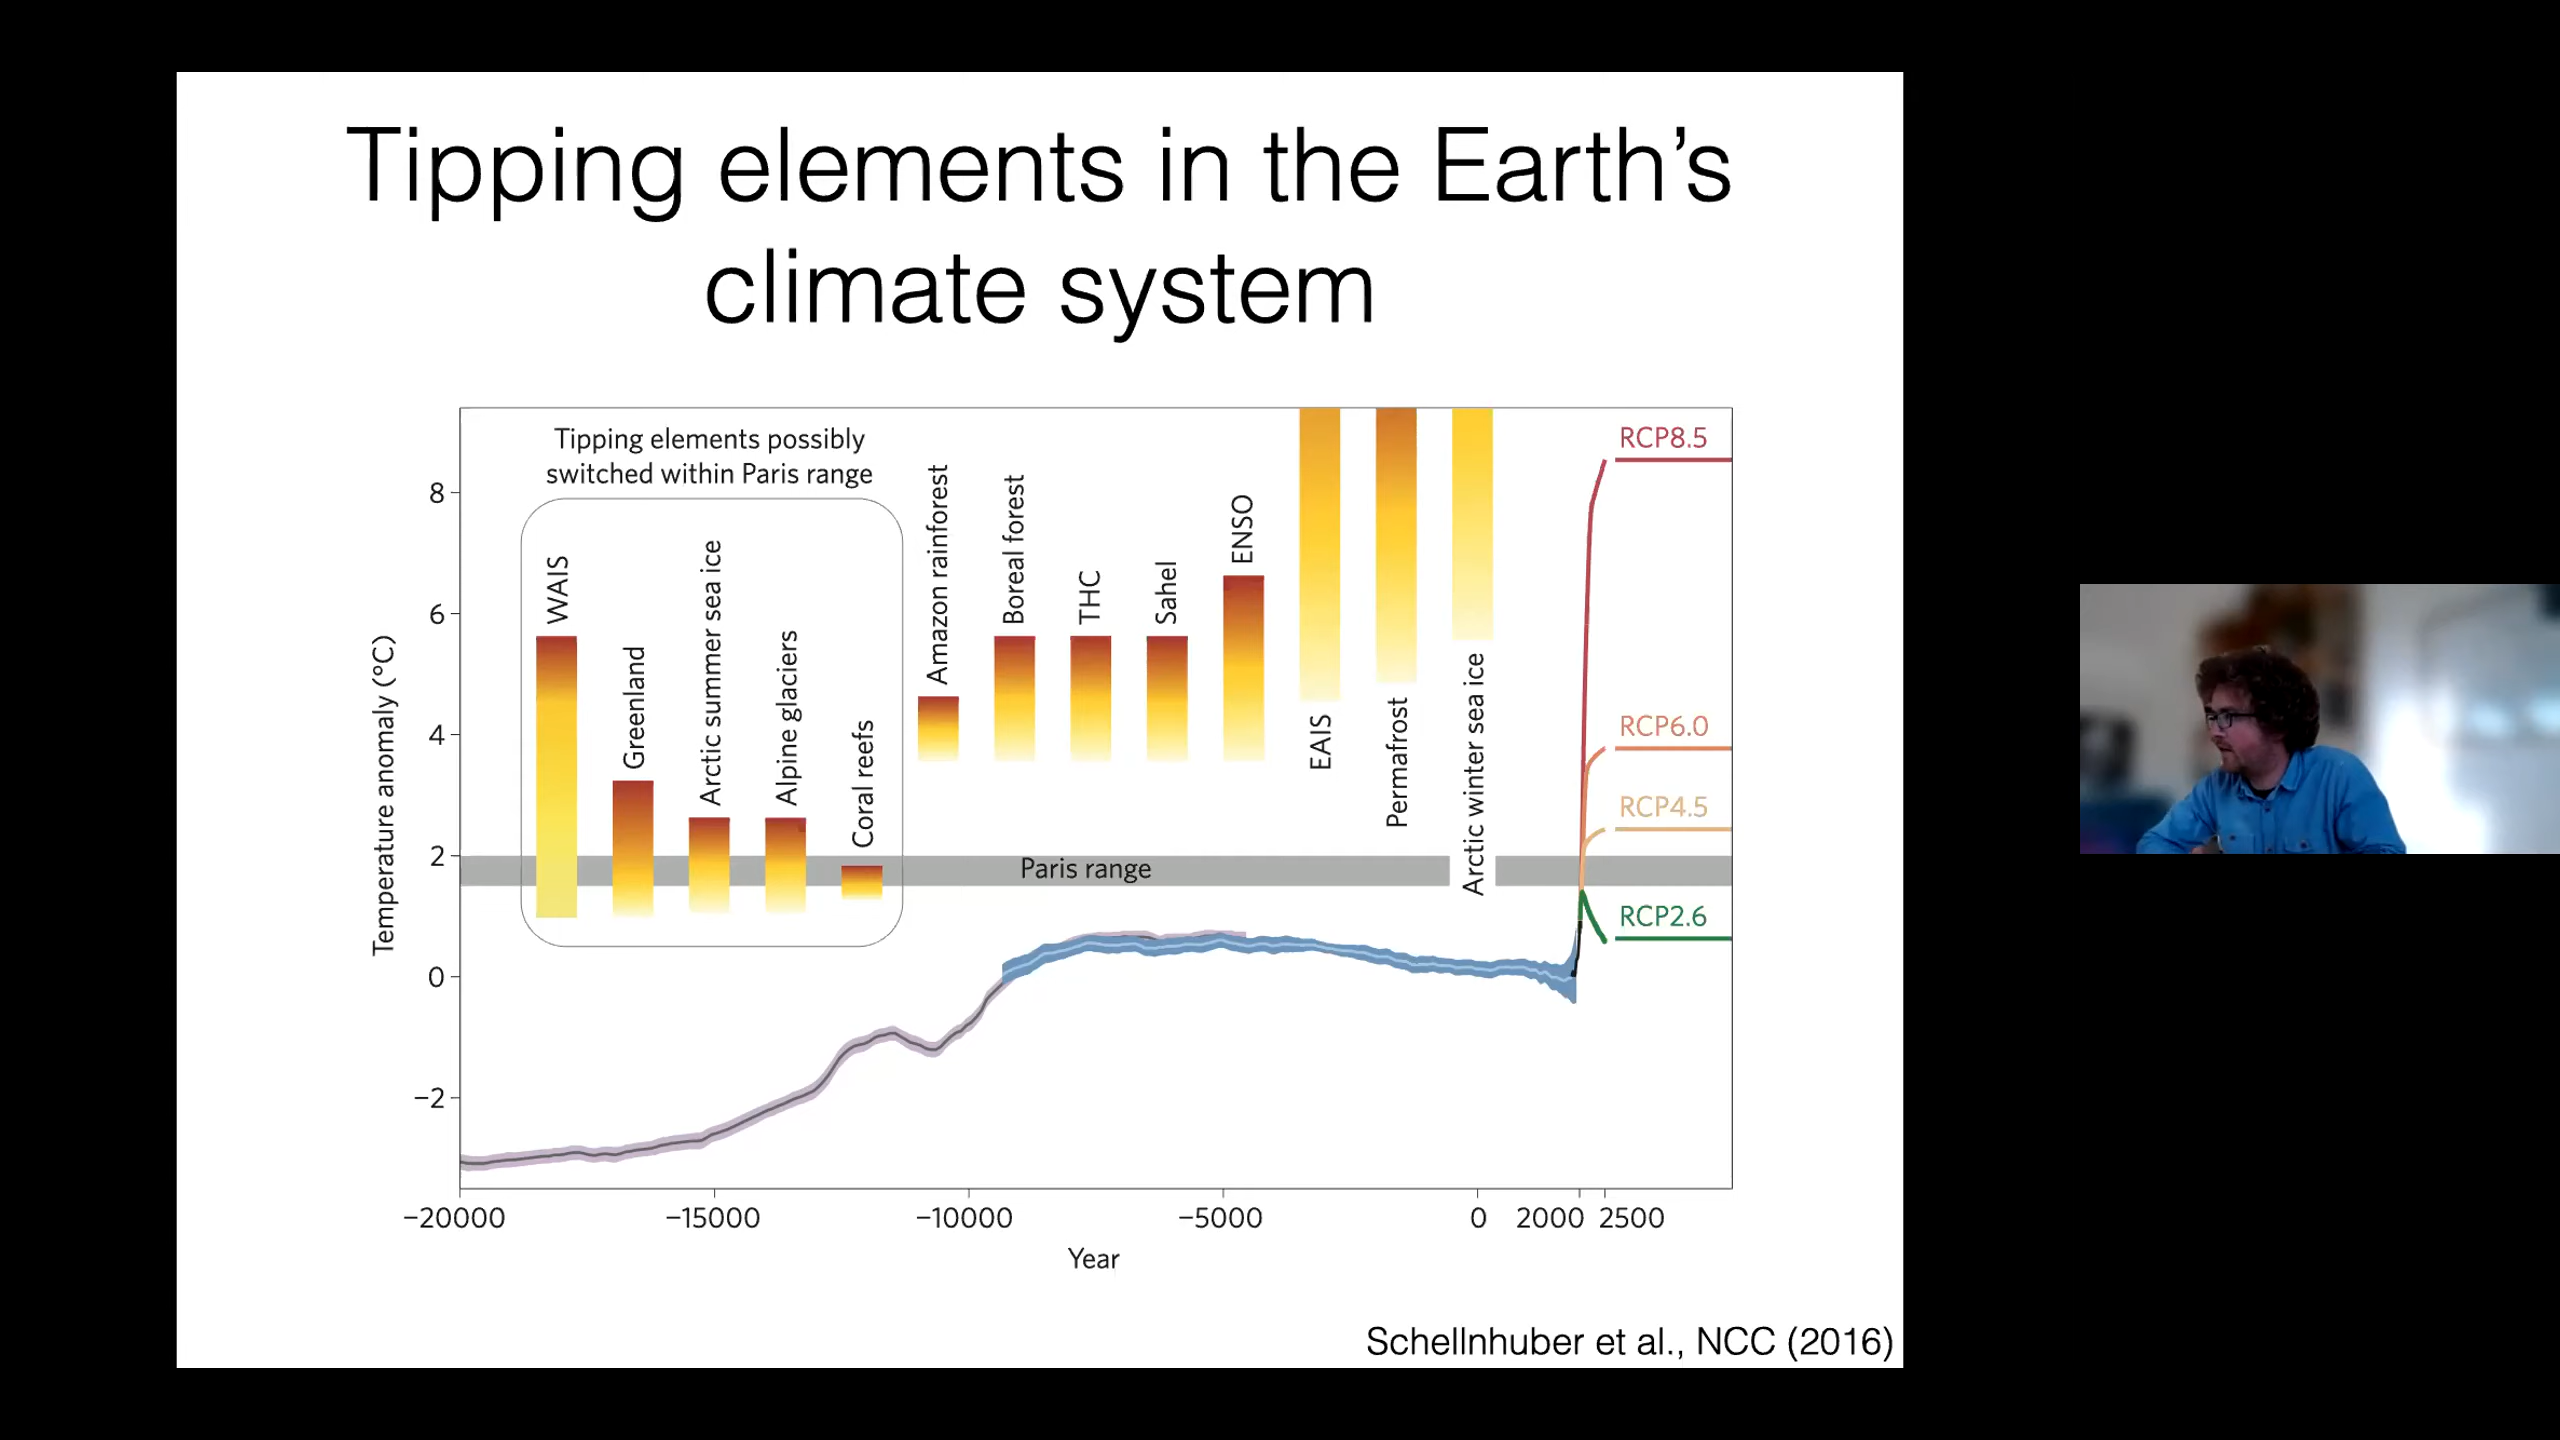 Tipping elements in the Earth’s
climate system
Tipping elements possibly
switched within Paris range
WAIS
Greenland
Arctic summer sea ice
Alpine glaciers
Coral reefs
Amazon rainforest
Boreal forest
THC
Sahel
ENSO
EAIS
Permafrost
Arctic winter sea ice
RCP8.5
RCP6.0
RCP4.5
RCP2.6
Paris range
Temperature anomaly (°C)
8
6
4
2
0
−2
−20000
−15000
−10000
−5000
0
2000
2500
Year
Schellnhuber et al., NCC (2016)